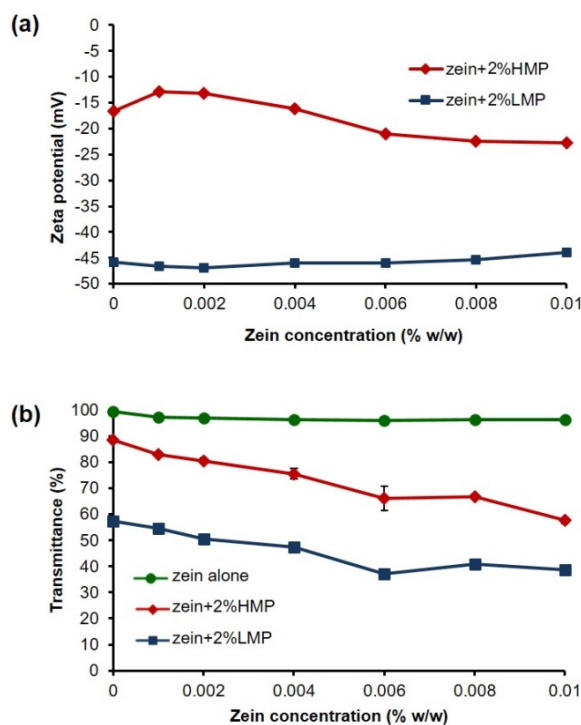 (a)
0
-5
-10
-15
-20
-25
-30
-35
-40
-45
-50
Zeta potential (mV)
zein+2%HMP
zein+2%LMP
0 0.002 0.004 0.006 0.008 0.01
Zein concentration (% w/w)
(b)
100
90
80
70
60
50
40
30
20
10
0
Transmittance (%)
zein alone
zein+2%HMP
zein+2%LMP
0 0.002 0.004 0.006 0.008 0.01
Zein concentration (% w/w)